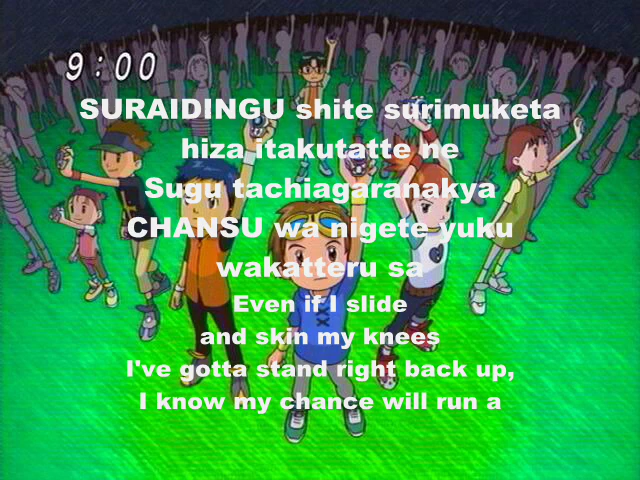 9:00
SURAIDINGU shite surimuketa
hiza itakutatte ne
Sugu tachiagaranakya
CHANSU wa nigete yuku
wakatteru sa
Even if I slide
and skin my knees
I've gotta stand right back up,
I know my chance will run a